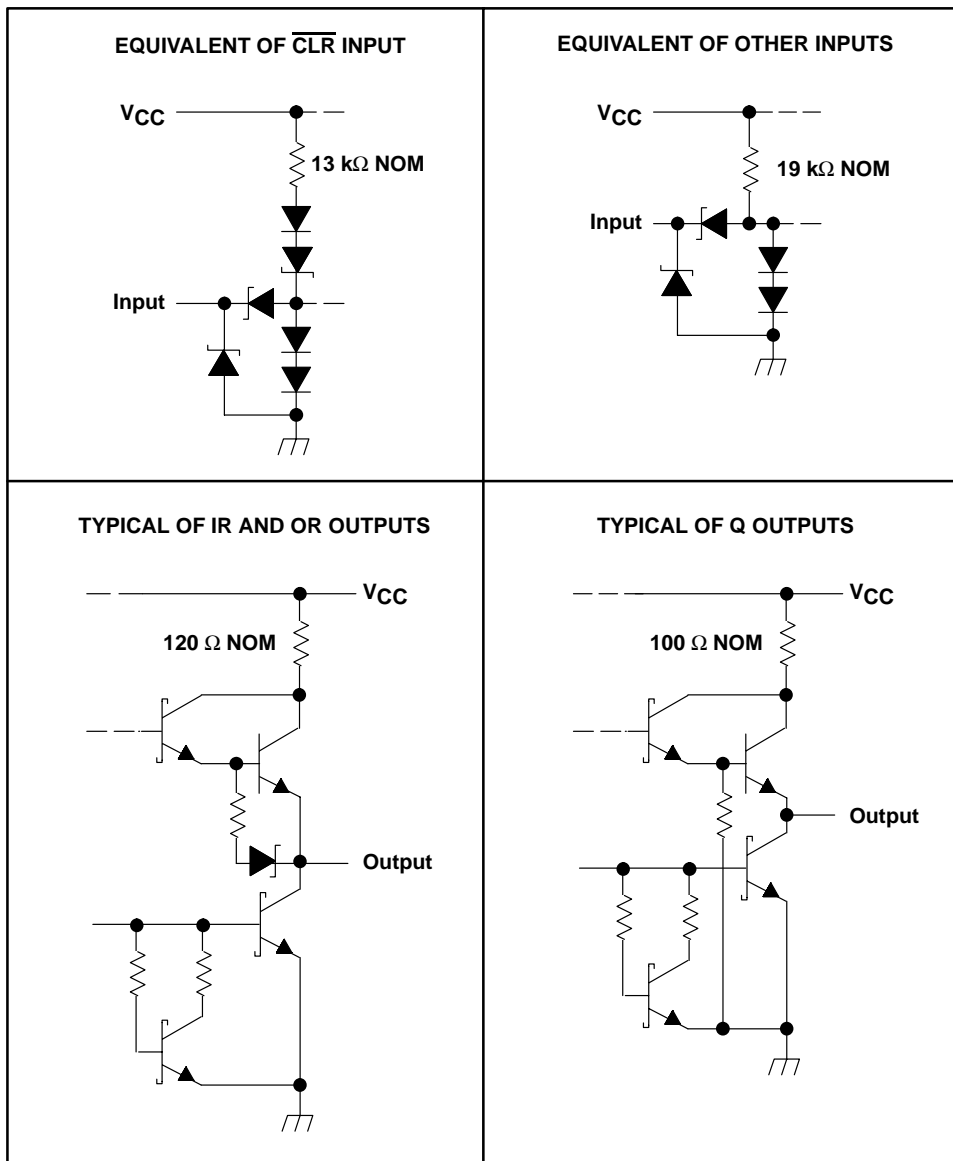 EQUIVALENT OF C̅L̅R̅ INPUT
VCC
13 kΩ NOM
Input
EQUIVALENT OF OTHER INPUTS
VCC
19 kΩ NOM
Input
TYPICAL OF IR AND OR OUTPUTS
VCC
120 Ω NOM
Output
TYPICAL OF Q OUTPUTS
VCC
100 Ω NOM
Output